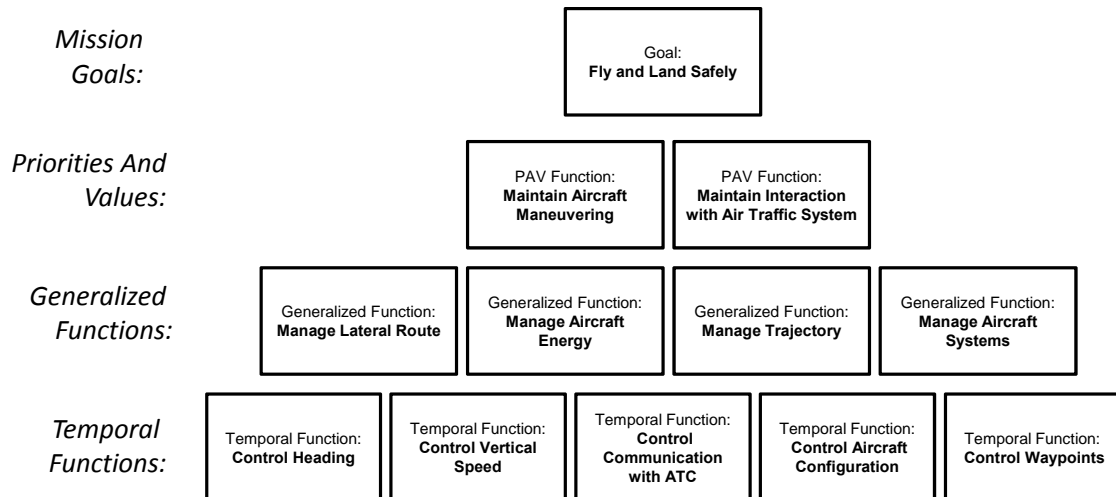 Mission
Goals:
Goal:
Fly and Land Safely
Priorities And
Values:
PAV Function:
Maintain Aircraft
Maneuvering
PAV Function:
Maintain Interaction
with Air Traffic System
Generalized
Functions:
Generalized Function:
Manage Lateral Route
Generalized Function:
Manage Aircraft
Energy
Generalized Function:
Manage Trajectory
Generalized Function:
Manage Aircraft
Systems
Temporal
Functions:
Temporal Function:
Control Heading
Temporal Function:
Control Vertical
Speed
Temporal Function:
Control
Communication
with ATC
Temporal Function:
Control Aircraft
Configuration
Temporal Function:
Control Waypoints